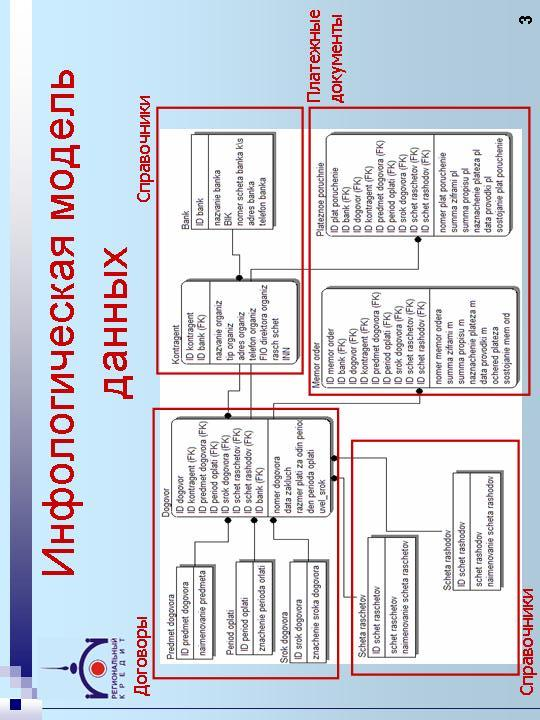 Инфологическая модель
данных
РЕГИОНАЛЬНЫЙ
КРЕДИТ
Договоры
Справочники
Платежные
документы
Predmet dogovora
ID predmet dogovora
naimenovanie predmeta
Period oplati
ID period oplati
znachenie perioda orlati
Srok dogovora
ID srok dogovora
znachenie sroka dogovora
Dogovor
ID dogovor
ID kontragent (FK)
ID predmet dogovora (FK)
ID period oplati (FK)
ID srok dogovora (FK)
ID schet raschetov (FK)
ID schet rashodov (FK)
ID bank (FK)
nomer dogovora
data zakluch
razmer plati za odin period
den perioda oplati
uvel_srok
Kontragent
ID kontragent
ID bank (FK)
nazvanie organiz
tip organiz
adres organiz
telefon organiz
FIO direktora organiz
rasch schet
INN
Bank
ID bank
nazvanie banka
BIK
nomer scheta banka k\s
adres banka
telefon banka
Memor order
ID memor order
ID bank (FK)
ID dogovor (FK)
ID kontragent (FK)
ID predmet dogovora (FK)
ID period oplati (FK)
ID srok dogovora (FK)
ID schet raschetov (FK)
ID schet rashodov (FK)
nomer memor ordera
summa ziframi m
summa propisu m
naznachenie plateza m
data provodki m
ochered plateza
sostojanie mem ord
Plateznoe poruchnie
ID plat poruchenie
ID bank (FK)
ID dogovor (FK)
ID kontragent (FK)
ID predmet dogovora (FK)
ID period oplati (FK)
ID srok dogovora (FK)
ID schet raschetov (FK)
ID schet rashodov (FK)
nomer plat poruchenie
summa ziframi pl
summa propisu pl
naznachenie plateza pl
data provodki pl
sostojanie plat poruchenie
Scheta raschetov
ID schet raschetov
schet raschetov
naimenovanie scheta raschetov
Scheta rashodov
ID schet rashodov
schet rashodov
naimenovanie scheta rashodov
Справочники
3